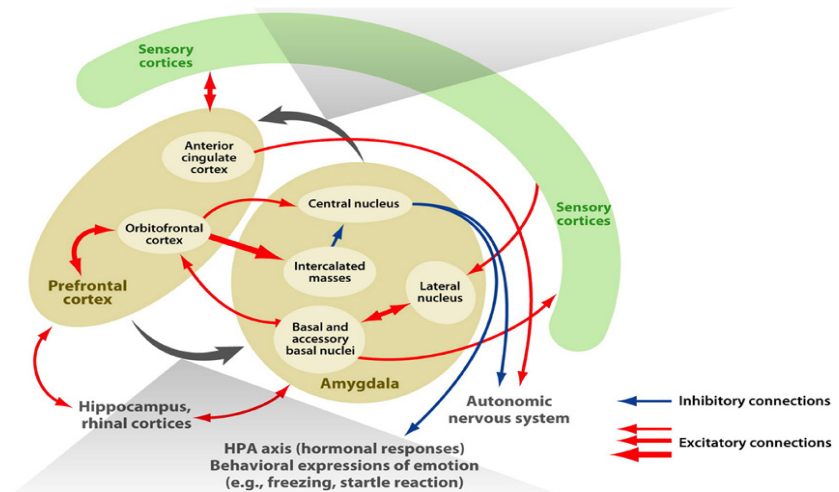 Sensory
cortices
Anterior
cingulate
cortex
Central nucleus
Sensory
cortices
Orbitofrontal
cortex
Intercalated
masses
Lateral
nucleus
Prefrontal
cortex
Basal and
accessory
basal nuclei
Amygdala
Hippocampus,
rhinal cortices
Autonomic
nervous system
Inhibitory connections
Excitatory connections
HPA axis (hormonal responses)
Behavioral expressions of emotion
(e.g., freezing, startle reaction)